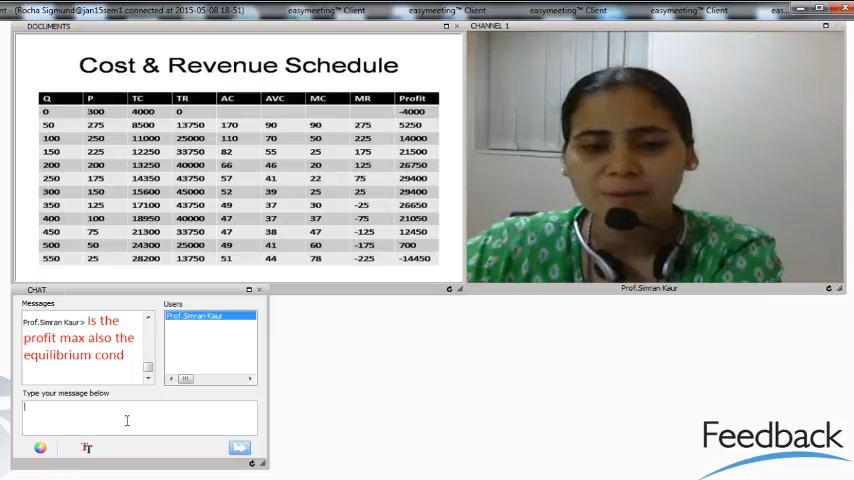 nt - (Rocha Sigmund@jan15sem1 connected at 2015-05-08 18-51)
easymeeting™ Client
easymeeting™ Client
easymeeting™ Client
easymeeting™ Client
DOCUMENTS
CHANNEL 1
Cost & Revenue Schedule
Q P TC TR AC AVC MC MR Profit
0 300 4000 0 -4000
50 275 8500 13750 170 90 90 275 5250
100 250 11000 25000 110 70 50 225 14000
150 225 12250 33750 82 55 25 175 21500
200 200 13250 40000 66 46 20 125 26750
250 175 14350 43750 57 41 22 75 29400
300 150 15600 45000 52 39 25 25 29400
350 125 17100 43750 49 37 30 -25 26650
400 100 18950 40000 47 37 37 -75 21050
450 75 21300 33750 47 38 47 -125 12450
500 50 24300 25000 49 41 60 -175 700
550 25 28200 13750 51 44 78 -225 -14450
Prof.Simran Kaur
CHAT
Messages
Users
Prof.Simran Kaur> is the
profit max also the
equilibrium cond
Prof.Simran Kaur
Type your message below
TT
Feedback